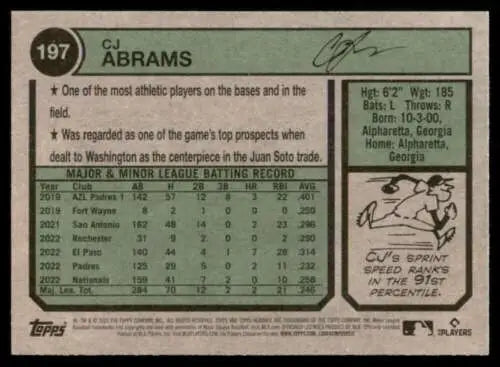 197
CJ
ABRAMS
★ One of the most athletic players on the bases and in the
field.
★ Was regarded as one of the game's top prospects when
dealt to Washington as the centerpiece in the Juan Soto trade.
MAJOR & MINOR LEAGUE BATTING RECORD
Year Club AB H 2B 3B HR RBI AVG.
2019 AZL Padres 1 142 57 12 8 3 22 .401
2019 Fort Wayne 8 2 1 0 0 0 .250
2021 San Antonio 162 48 14 0 2 23 .296
2022 Rochester 31 9 2 0 0 2 .290
2022 El Paso 140 44 4 1 7 28 .314
2022 Padres 125 29 5 0 2 11 .232
2022 Nationals 159 41 7 2 0 10 .258
Maj. Lea. Tot. 284 70 12 2 2 21 .246
Hgt: 6'2" Wgt: 185
Bats: L Throws: R
Born: 10-3-00,
Alpharetta, Georgia
Home: Alpharetta,
Georgia
CJ'S SPRINT
SPEED RANKS
IN THE 91ST
PERCENTILE.
TOPPS
MLB PLAYERS